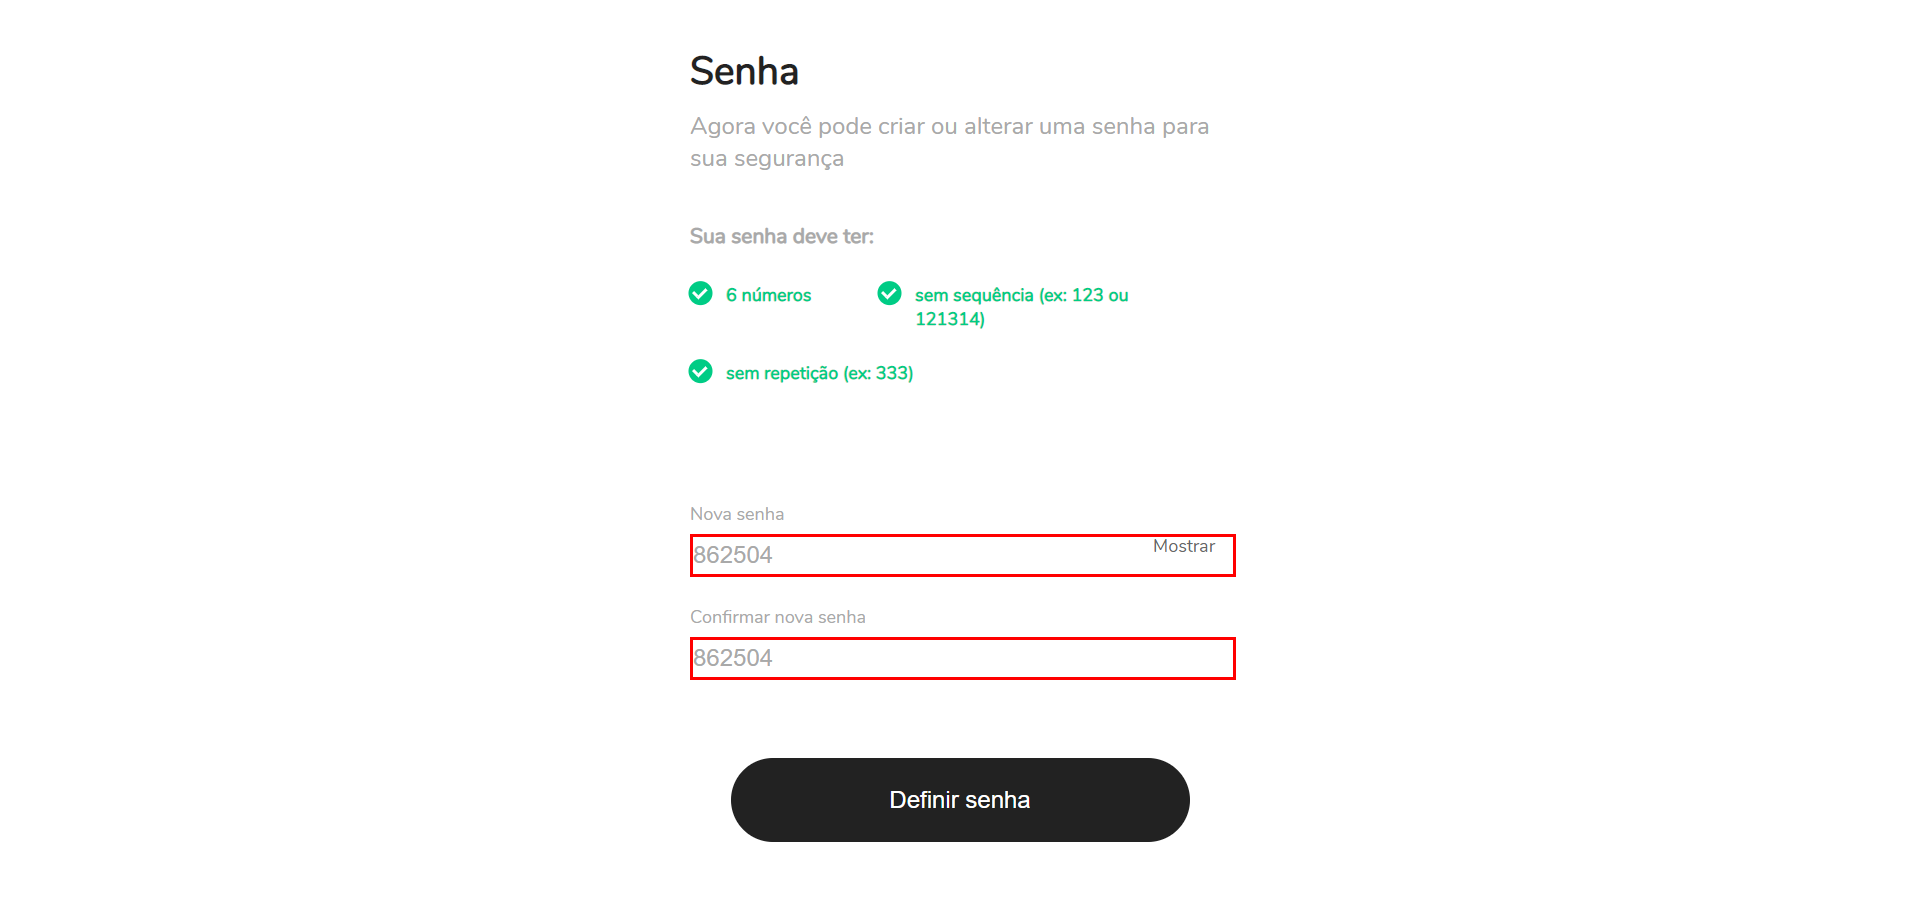 Senha
Agora você pode criar ou alterar uma senha para
sua segurança
Sua senha deve ter:
6 números
sem sequência (ex: 123 ou
121314)
sem repetição (ex: 333)
Nova senha
862504
Mostrar
Confirmar nova senha
862504
Definir senha